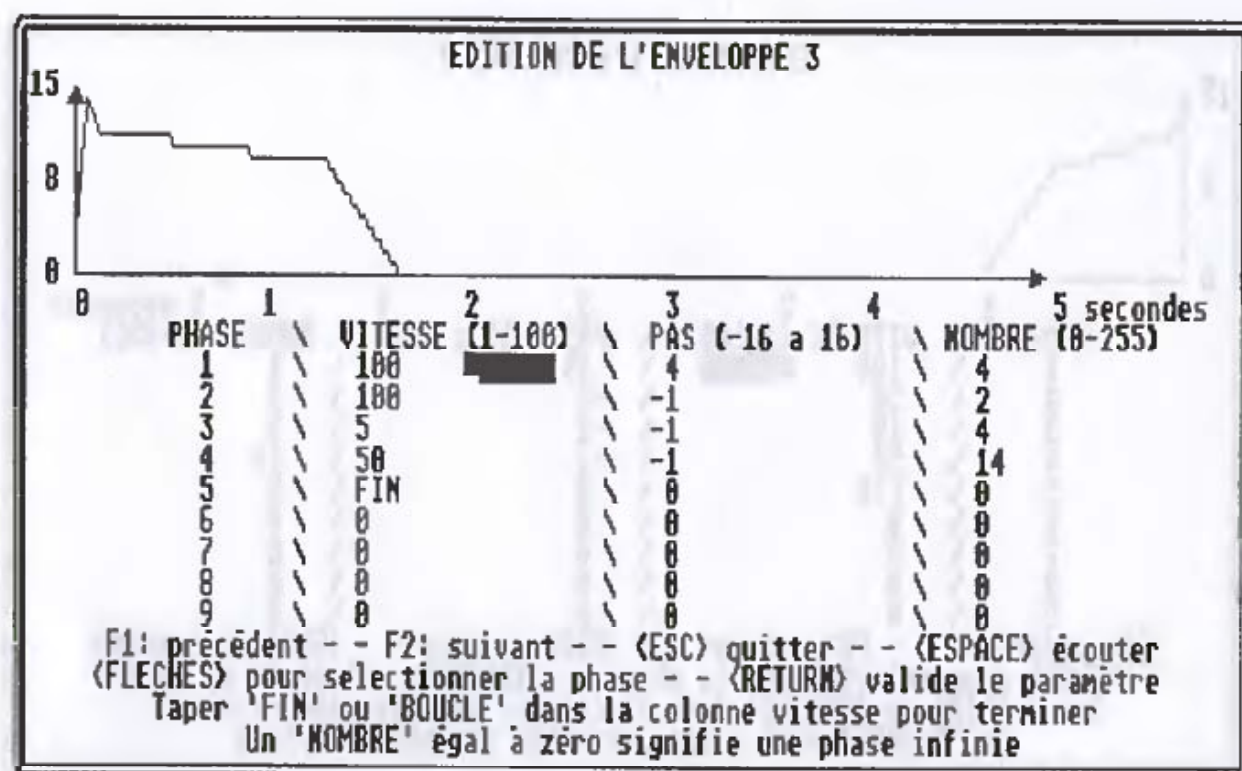 EDITION DE L'ENVELOPPE 3
15
8
0
0 1 2 3 4 5 secondes
PHASE \ VITESSE (1-100) \ PAS (-16 a 16) \ NOMBRE (0-255)
1 \ 100 \ 4 \ 4
2 \ 100 \ -1 \ 2
3 \ 5 \ -1 \ 4
4 \ 50 \ -1 \ 14
5 \ FIN \ 0 \ 0
6 \ 0 \ 0 \ 0
7 \ 0 \ 0 \ 0
8 \ 0 \ 0 \ 0
9 \ 0 \ 0 \ 0
F1: précédent - - F2: suivant - - <ESC> quitter - - <ESPACE> écouter
<FLECHES> pour selectionner la phase - - <RETURN> valide le paramètre
Taper 'FIN' ou 'BOUCLE' dans la colonne vitesse pour terminer
Un 'NOMBRE' égal à zéro signifie une phase infinie